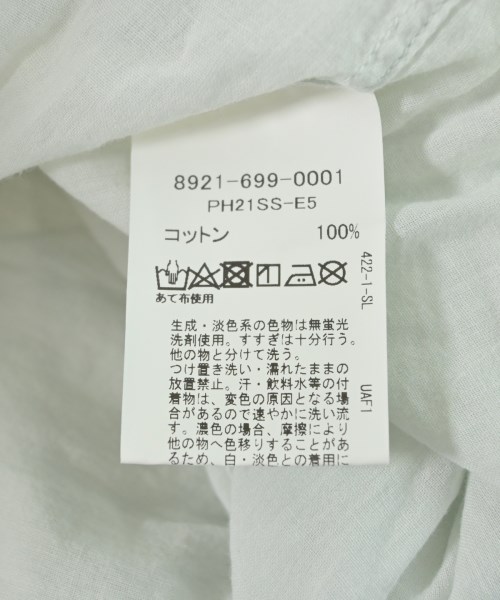 8921-699-0001
PH21SS-E5
コットン 100%
あて布使用
生成・淡色系の色物は無蛍光
洗剤使用。すすぎは十分行う。
他の物と分けて洗う。
つけ置き洗い・濡れたままの
放置禁止。汗・飲料水等の付
着物は、変色の原因となる場
合があるので速やかに洗い流
す。濃色の場合、摩擦により
他の物へ色移りすることがあ
るため、白・淡色との着用に
422-1-SL
UAF1